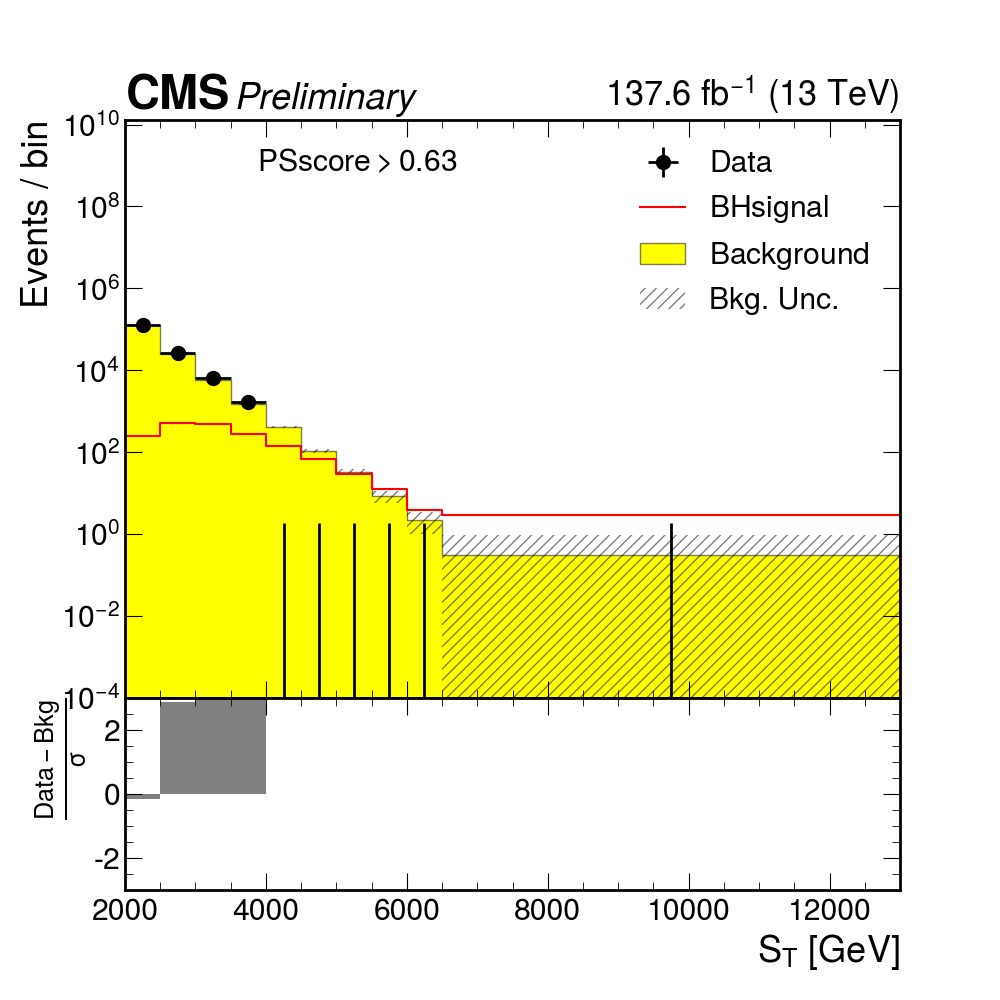 CMS Preliminary 137.6 fb⁻¹ (13 TeV)
Events / bin
PSscore > 0.63
Data
BHsignal
Background
Bkg. Unc.
10¹⁰
10⁸
10⁶
10⁴
10²
10⁰
10⁻²
10⁻⁴
Data − Bkg
σ
2
0
-2
2000 4000 6000 8000 10000 12000
S_T [GeV]